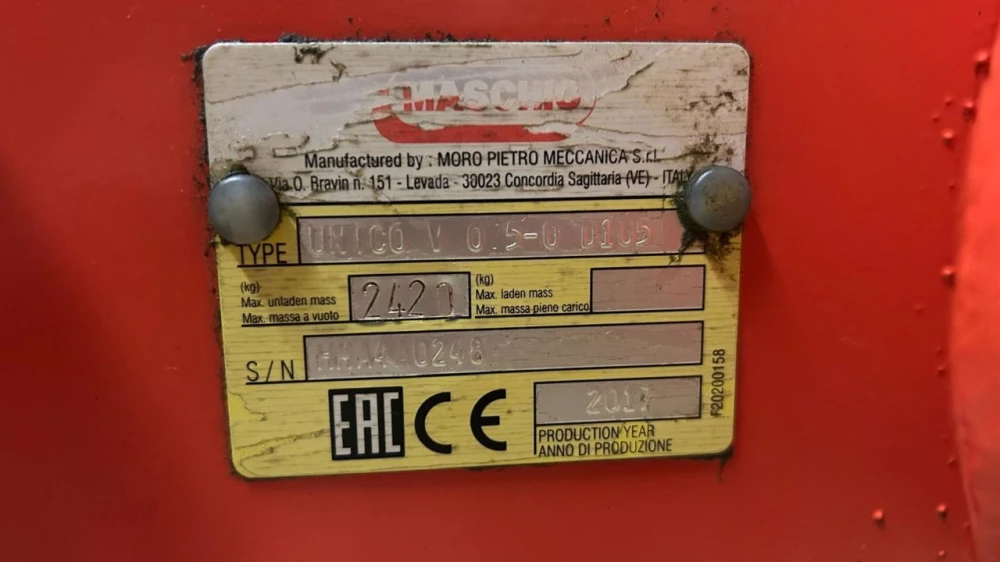 MASCHIO
Manufactured by : MORO PIETRO MECCANICA S.r.l.
Via O. Bravin n. 151 - Levada - 30023 Concordia Sagittaria (VE) - ITALY
TYPE UNICO V
(kg)
Max. unladen mass
Max. massa a vuoto
(kg)
Max. laden mass
Max. massa pieno carico
S/N
EAC CE
2017
PRODUCTION YEAR
ANNO DI PRODUZIONE
F20200158